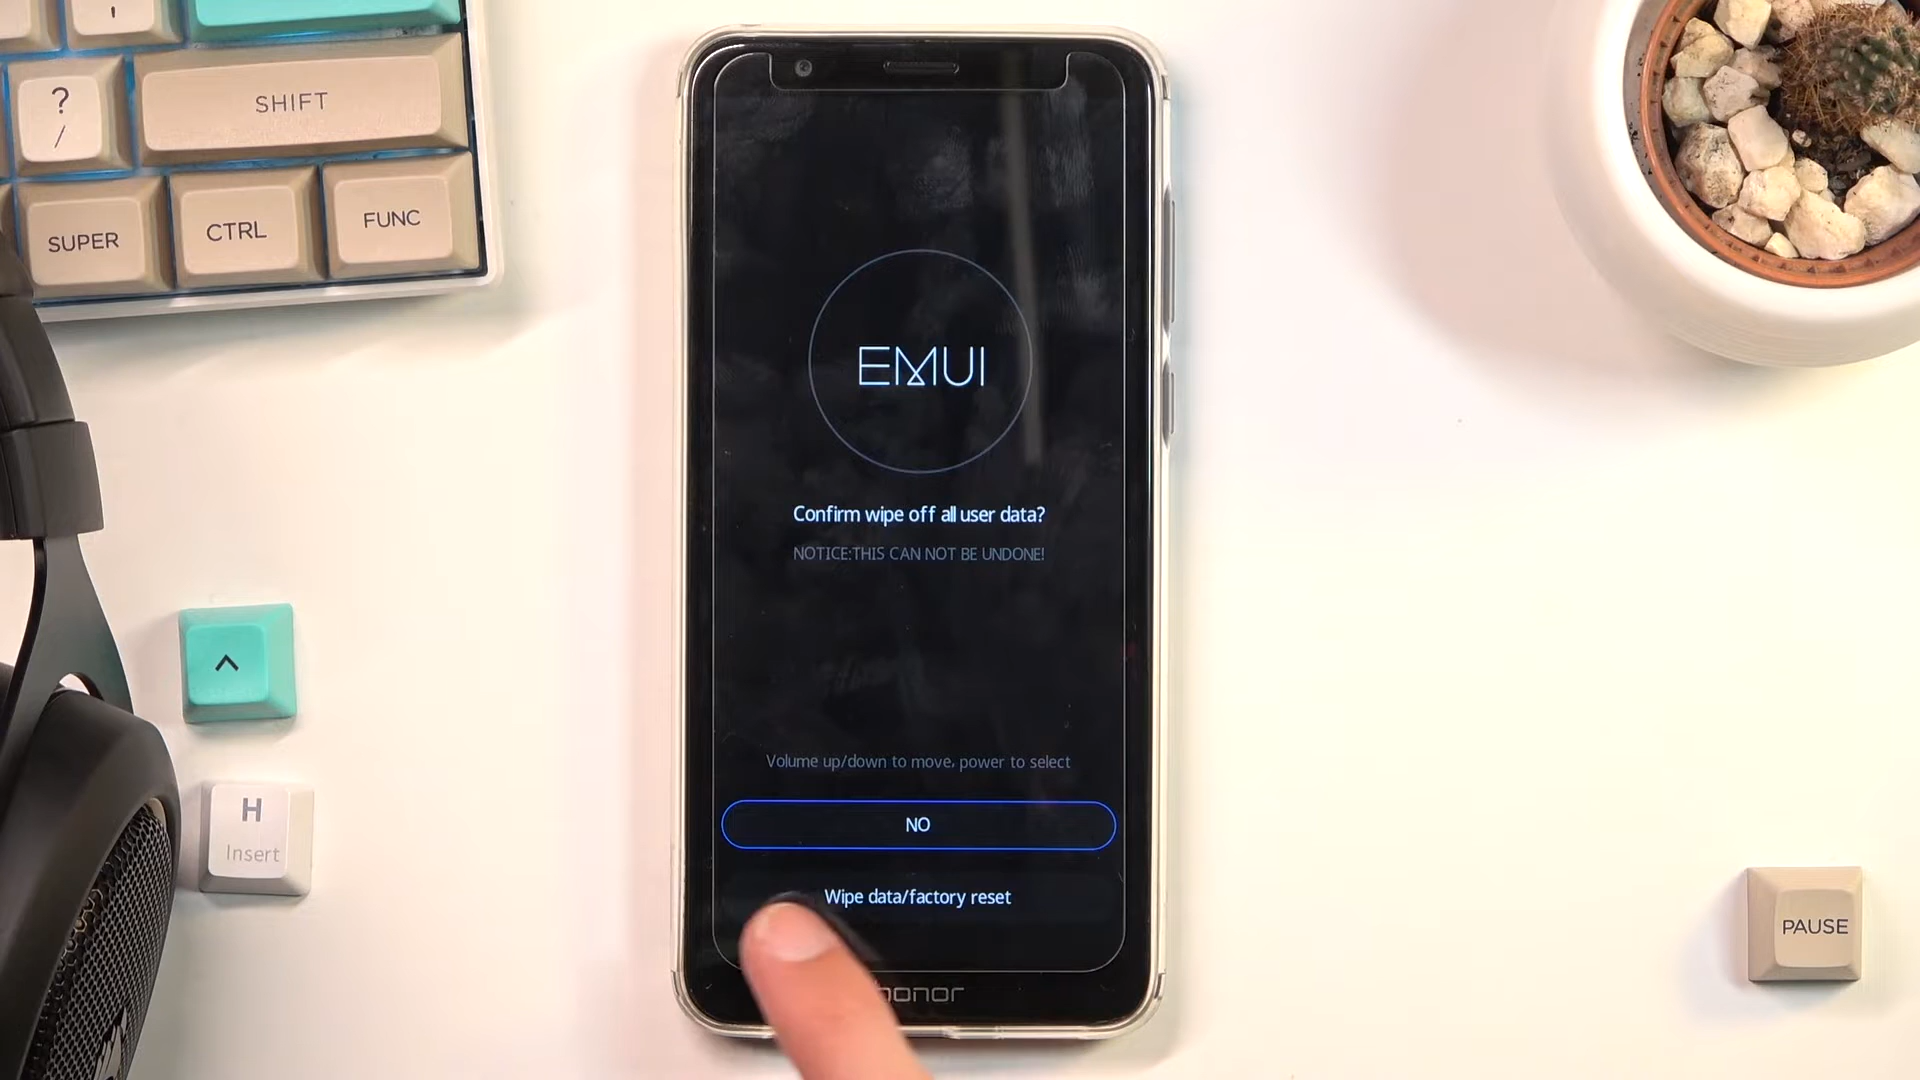 ?
/
SHIFT
SUPER
CTRL
FUNC
^
H
Insert
EMUI
Confirm wipe off all user data?
NOTICE:THIS CAN NOT BE UNDONE!
Volume up/down to move, power to select
NO
Wipe data/factory reset
honor
PAUSE